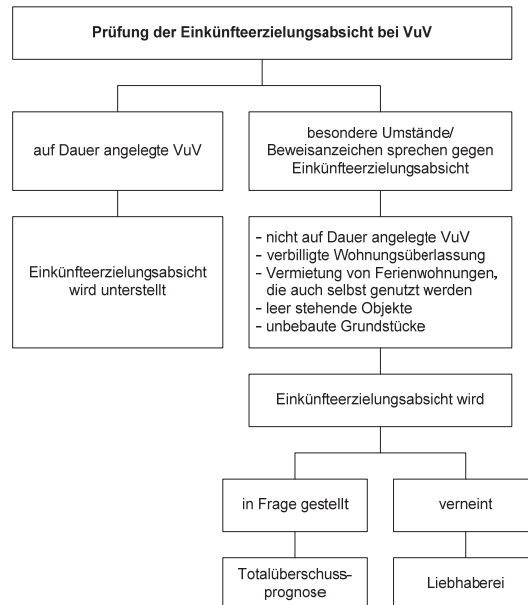 Prüfung der Einkünfteerzielungsabsicht bei VuV
auf Dauer angelegte VuV
Einkünfteerzielungsabsicht
wird unterstellt
besondere Umstände/
Beweisanzeichen sprechen gegen
Einkünfteerzielungsabsicht
– nicht auf Dauer angelegte VuV
– verbilligte Wohnungsüberlassung
– Vermietung von Ferienwohnungen,
die auch selbst genutzt werden
– leer stehende Objekte
– unbebaute Grundstücke
Einkünfteerzielungsabsicht wird
in Frage gestellt
Totalüberschuss-
prognose
verneint
Liebhaberei